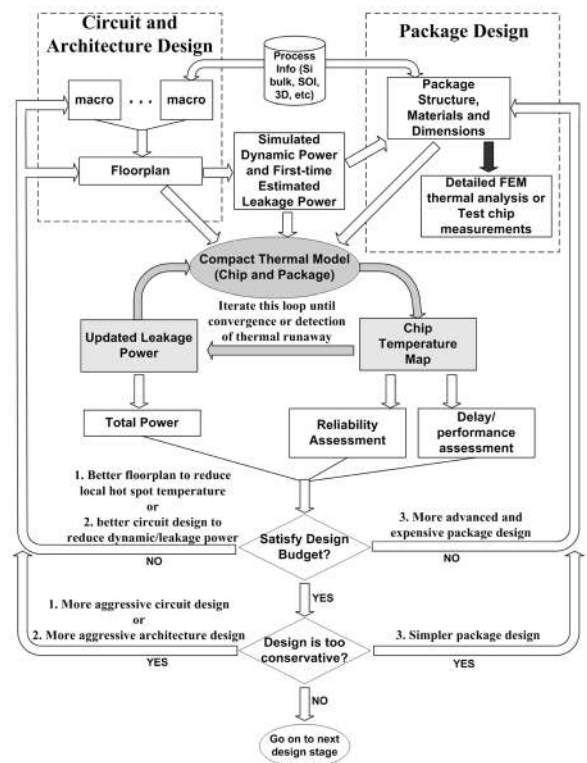 Circuit and
Architecture Design
macro
. . .
macro
Floorplan
Process
Info (Si
bulk, SOI,
3D, etc)
Simulated
Dynamic Power
and First-time
Estimated
Leakage Power
Package Design
Package
Structure,
Materials and
Dimensions
Detailed FEM
thermal analysis or
Test chip
measurements
Compact Thermal Model
(Chip and Package)
Iterate this loop until
convergence or detection
of thermal runaway
Updated Leakage
Power
Chip
Temperature
Map
Total Power
Reliability
Assessment
Delay/
performance
assessment
1. Better floorplan to reduce
local hot spot temperature
or
2. better circuit design to
reduce dynamic/leakage power
NO
Satisfy Design
Budget?
3. More advanced and
expensive package design
NO
YES
1. More aggressive circuit design
or
2. More aggressive architecture design
YES
Design is too
conservative?
3. Simpler package design
YES
NO
Go on to next
design stage